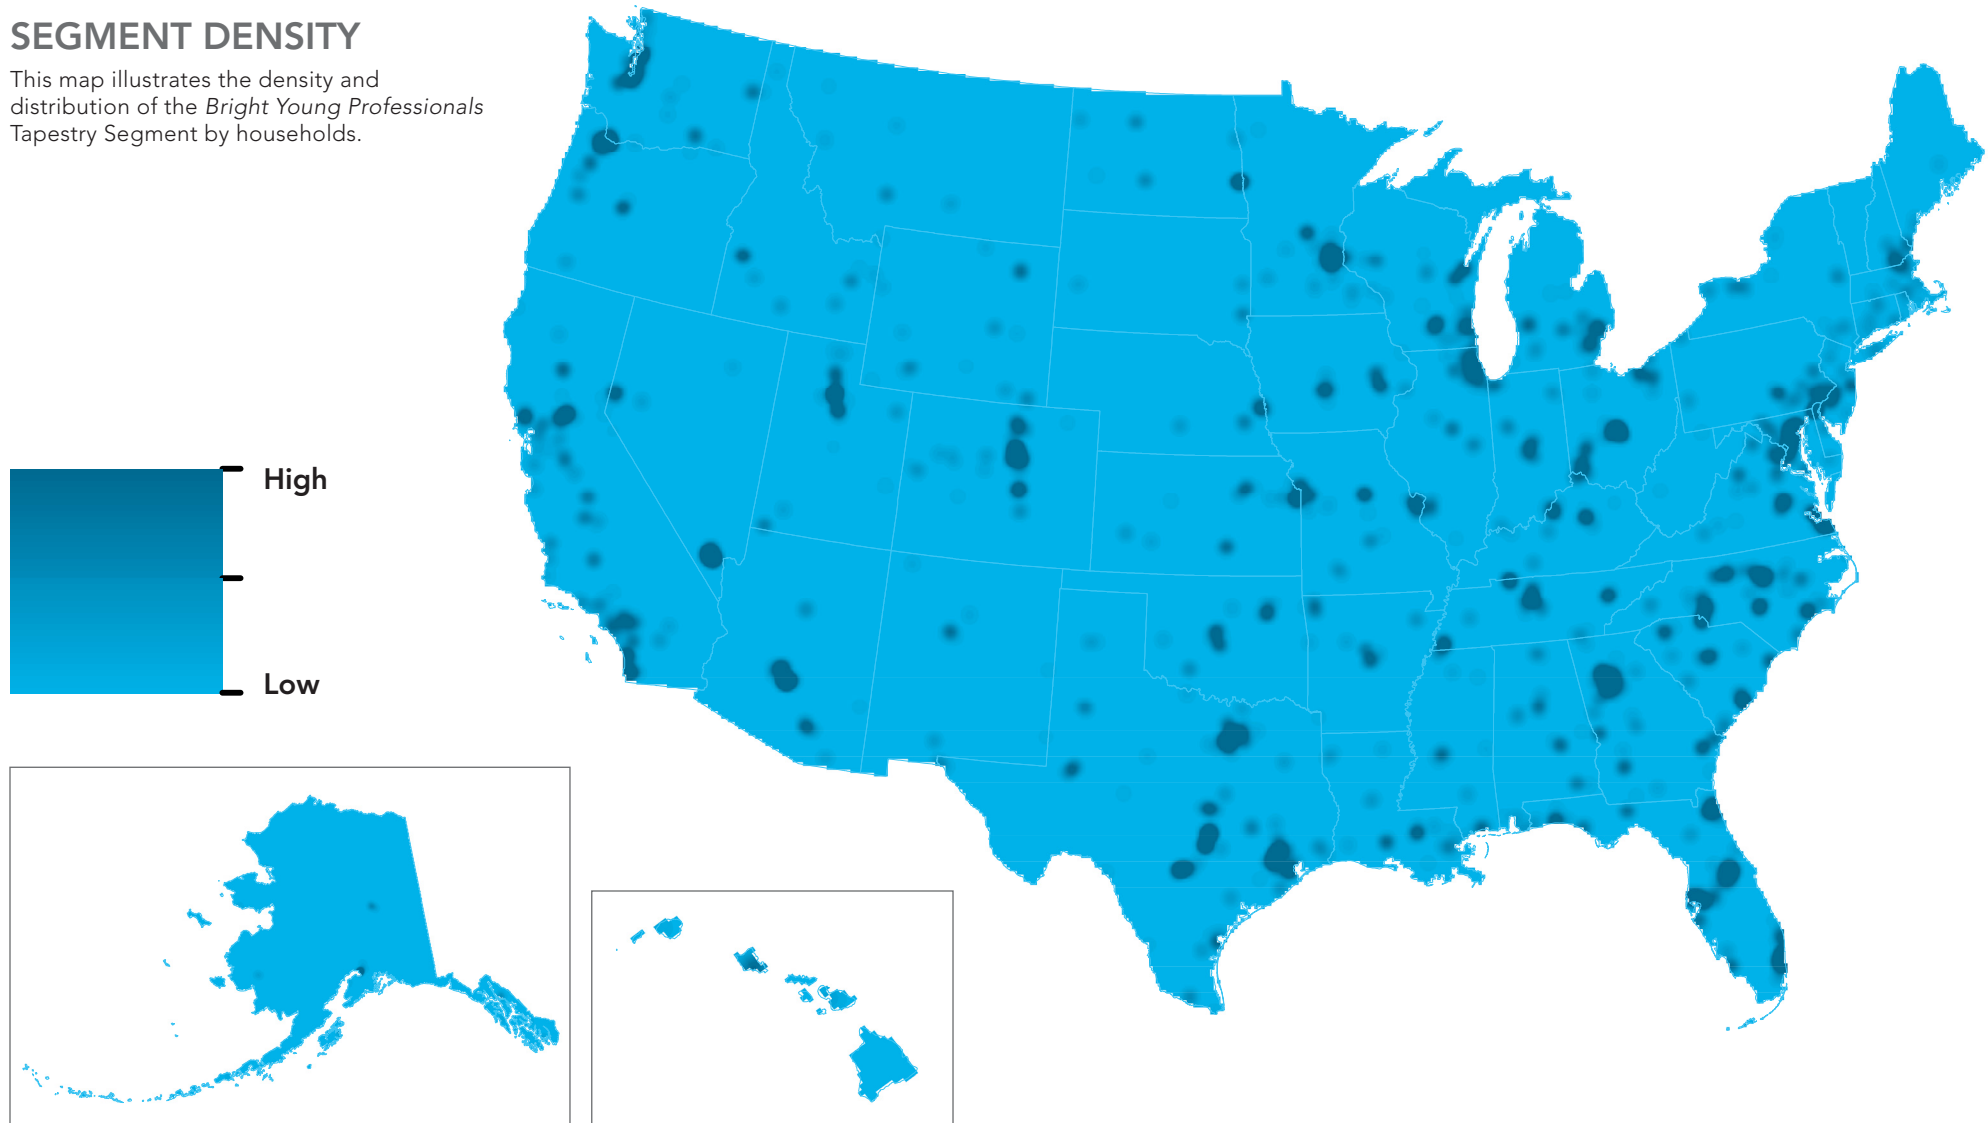 SEGMENT DENSITY
This map illustrates the density and
distribution of the Bright Young Professionals
Tapestry Segment by households.
High
Low